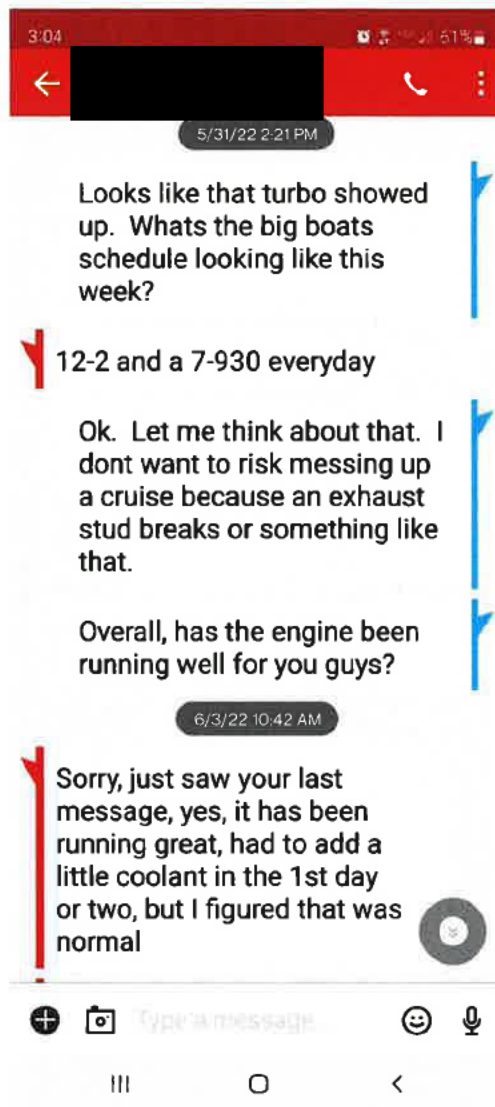 3:04
61%
5/31/22 2:21 PM
Looks like that turbo showed
up. Whats the big boats
schedule looking like this
week?
12-2 and a 7-930 everyday
Ok. Let me think about that. I
dont want to risk messing up
a cruise because an exhaust
stud breaks or something like
that.
Overall, has the engine been
running well for you guys?
6/3/22 10:42 AM
Sorry, just saw your last
message, yes, it has been
running great, had to add a
little coolant in the 1st day
or two, but I figured that was
normal
Type a message